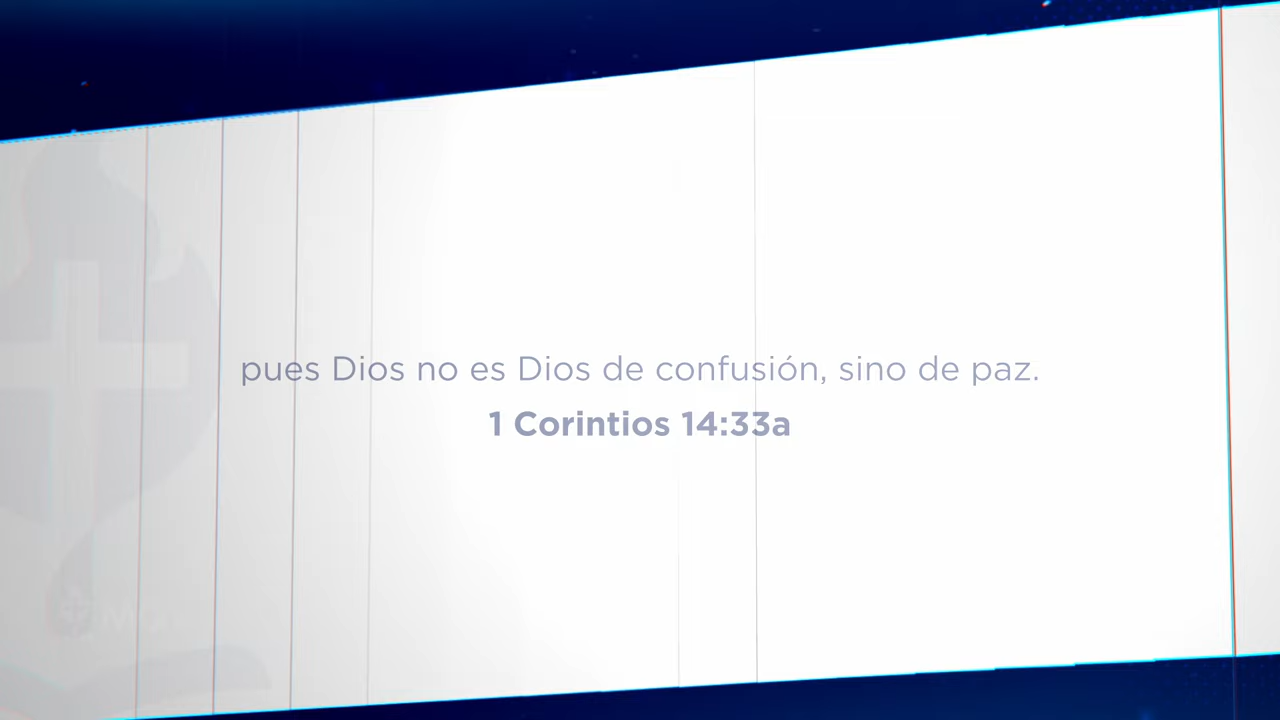 pues Dios no es Dios de confusión, sino de paz.
1 Corintios 14:33a